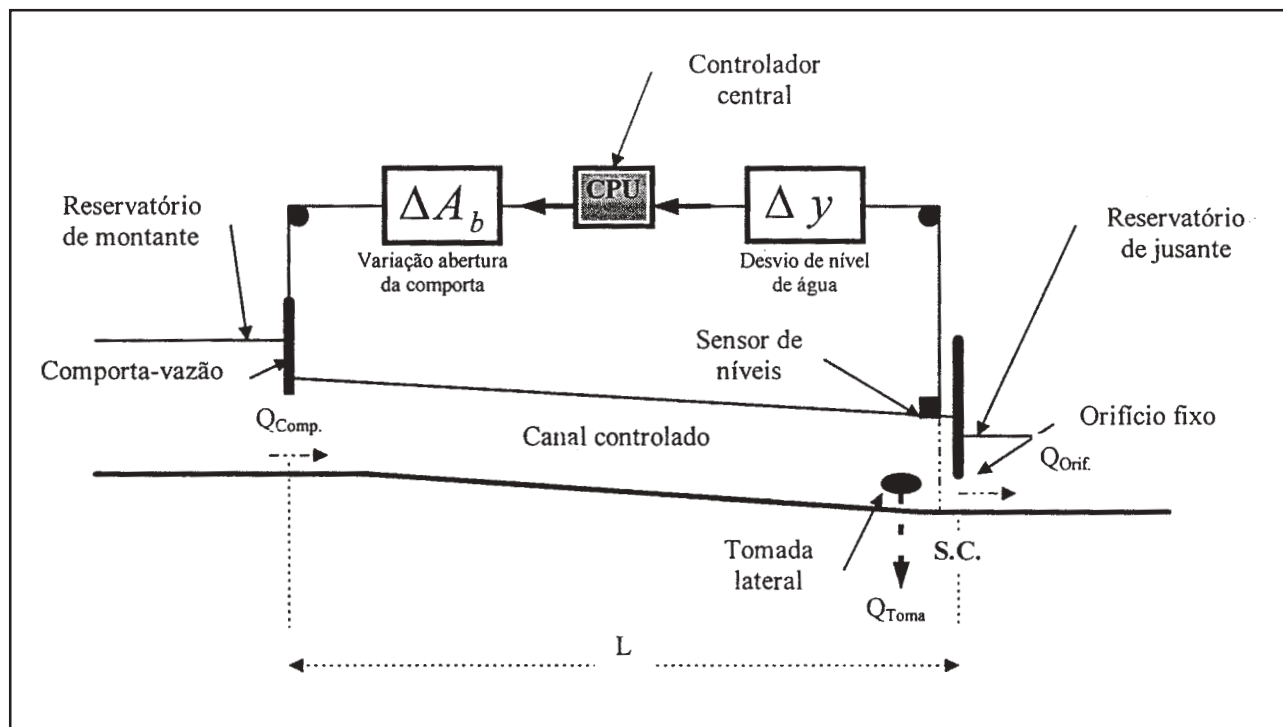 Controlador
central
Δ A_b
CPU
Δ y
Reservatório
de montante
Reservatório
de jusante
Variação abertura
da comporta
Desvio de nível
de água
Sensor de
níveis
Comporta-vazão
Orifício fixo
Q_Comp.
Canal controlado
Q_Orif.
Tomada
lateral
S.C.
Q_Toma
L